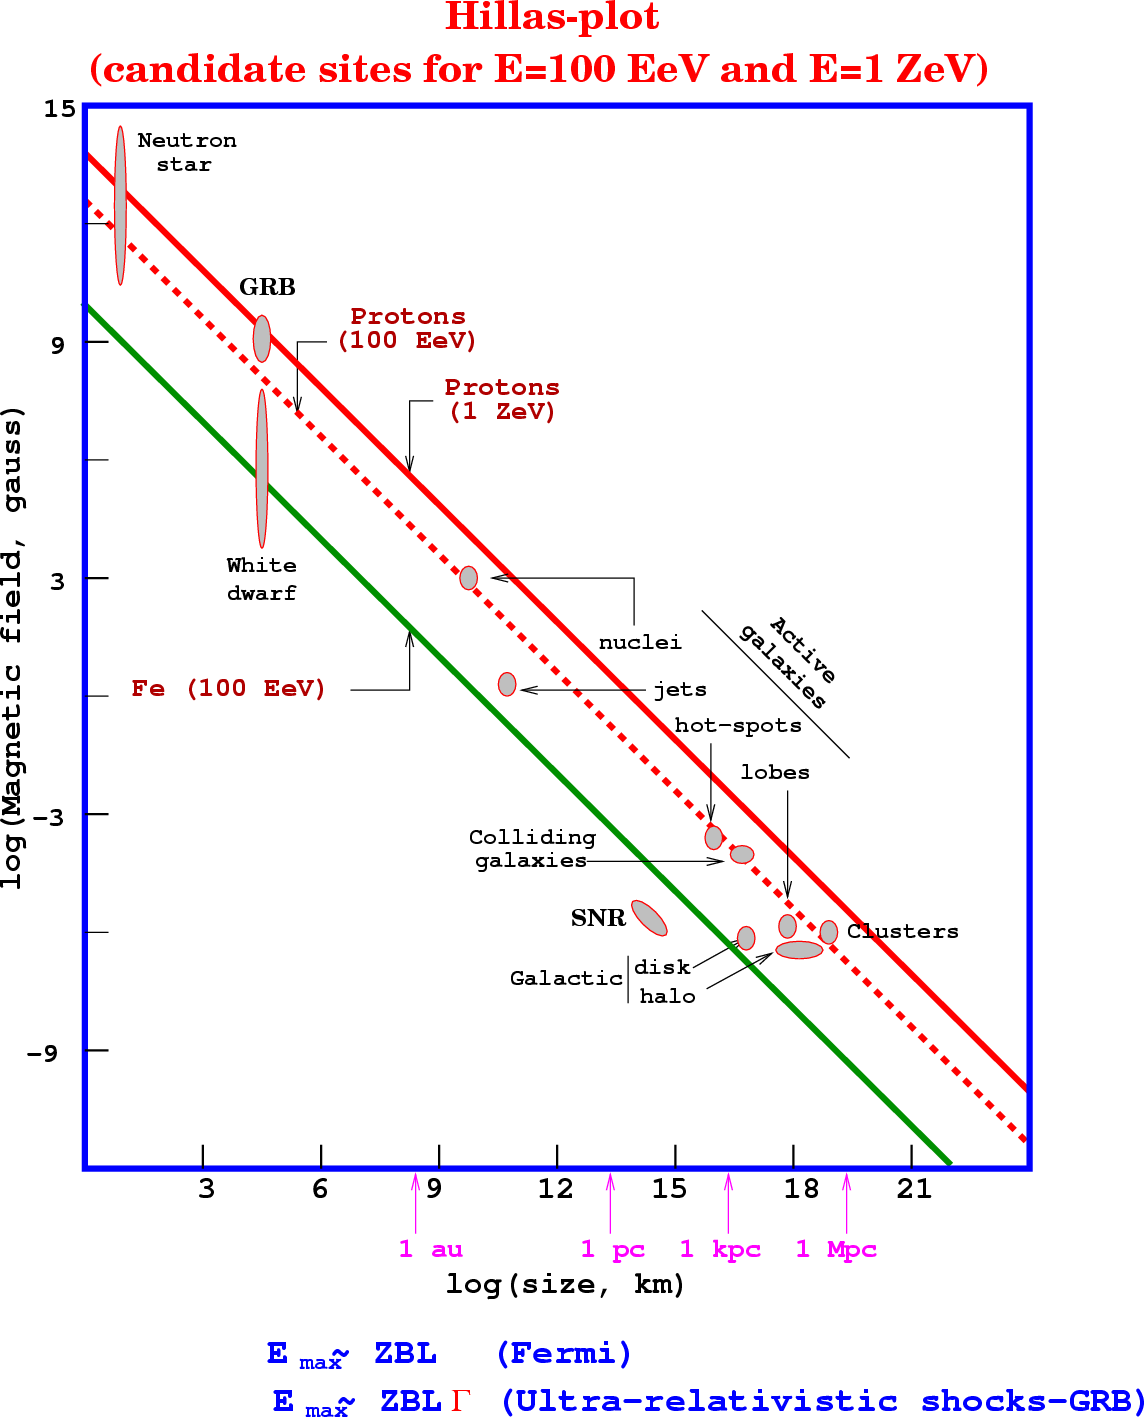 Hillas-plot
(candidate sites for E=100 EeV and E=1 ZeV)
15
Neutron
star
GRB
Protons
(100 EeV)
9
Protons
(1 ZeV)
log(Magnetic field, gauss)
White
dwarf
3
nuclei
Active
galaxies
Fe (100 EeV)
jets
hot-spots
lobes
-3
Colliding
galaxies
SNR
Clusters
Galactic
disk
halo
-9
3 6 9 12 15 18 21
1 au 1 pc 1 kpc 1 Mpc
log(size, km)
E max ~ ZBL (Fermi)
E max ~ ZBL Γ (Ultra-relativistic shocks-GRB)